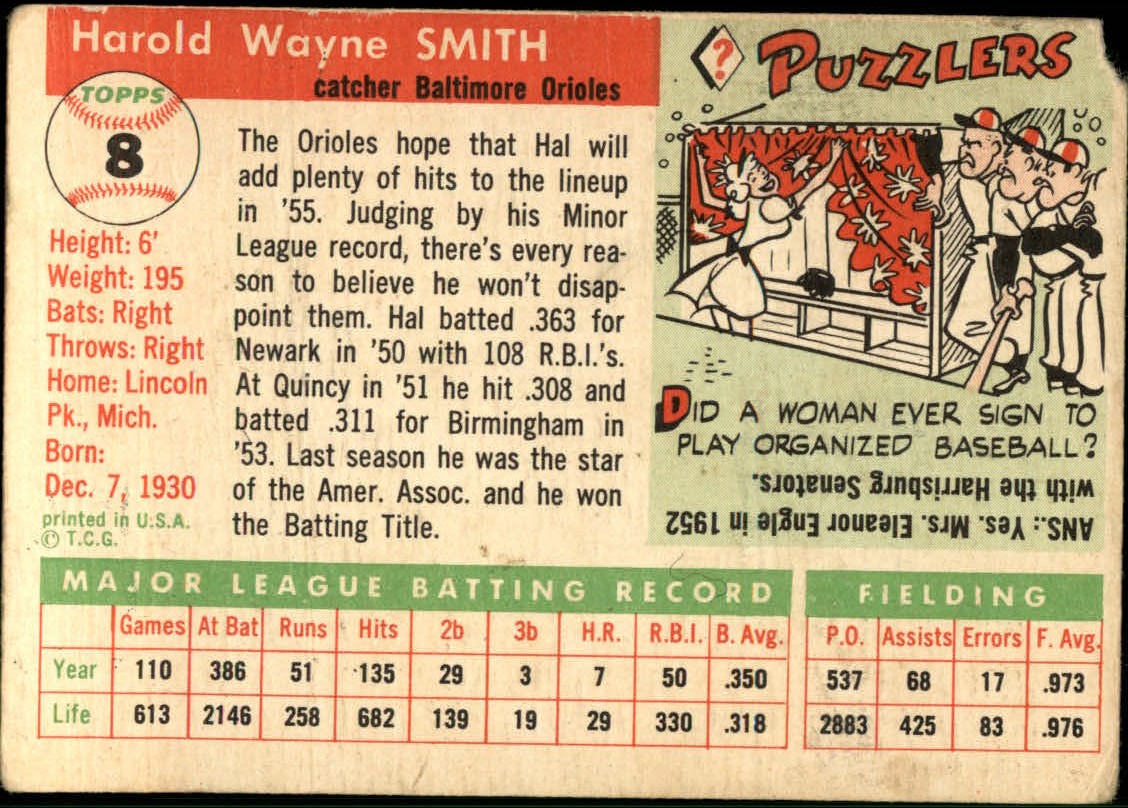 Harold Wayne SMITH
catcher Baltimore Orioles
TOPPS
8
Height: 6'
Weight: 195
Bats: Right
Throws: Right
Home: Lincoln
Pk., Mich.
Born:
Dec. 7, 1930
printed in U.S.A.
© T.C.G.
The Orioles hope that Hal will
add plenty of hits to the lineup
in '55. Judging by his Minor
League record, there's every rea-
son to believe he won't disap-
point them. Hal batted .363 for
Newark in '50 with 108 R.B.I.'s.
At Quincy in '51 he hit .308 and
batted .311 for Birmingham in
'53. Last season he was the star
of the Amer. Assoc. and he won
the Batting Title.
? PUZZLERS
DID A WOMAN EVER SIGN TO
PLAY ORGANIZED BASEBALL?
ANS.: Yes. Mrs. Eleanor Engle in 1952
with the Harrisburg Senators.
MAJOR LEAGUE BATTING RECORD FIELDING
Games At Bat Runs Hits 2b 3b H.R. R.B.I. B. Avg. P.O. Assists Errors F. Avg.
Year 110 386 51 135 29 3 7 50 .350 537 68 17 .973
Life 613 2146 258 682 139 19 29 330 .318 2883 425 83 .976